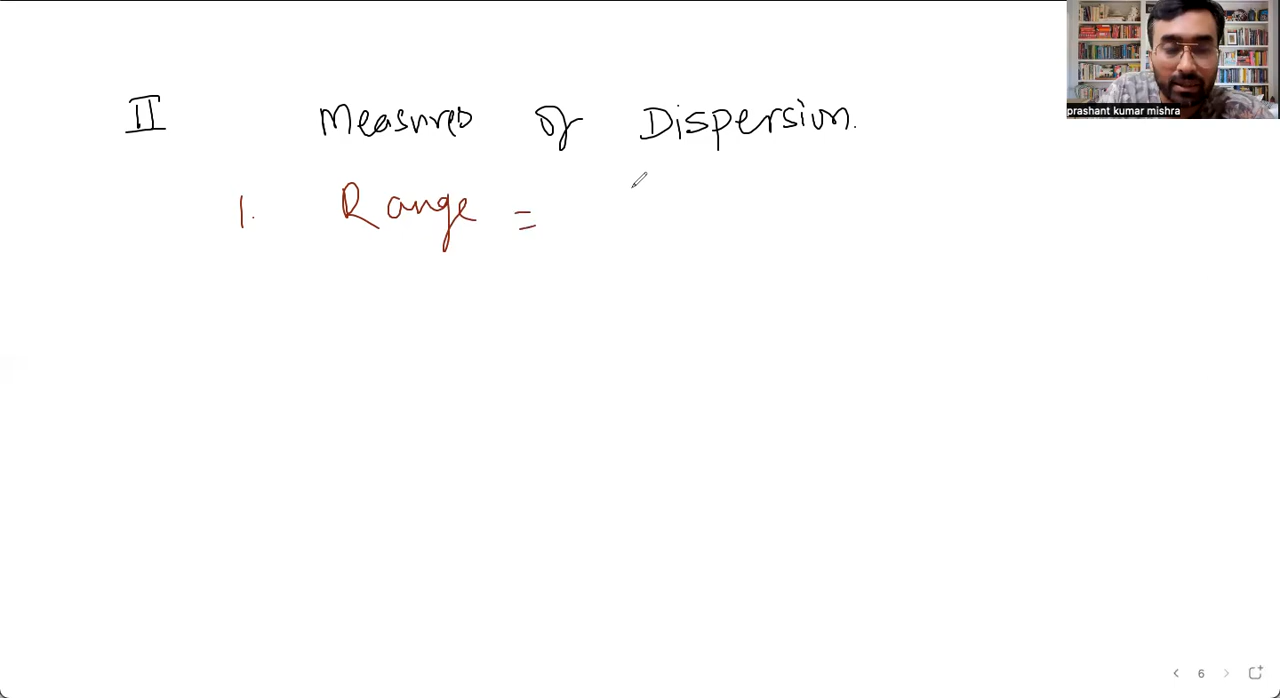 prashant kumar mishra
II Measures of Dispersion.
1. Range =
6